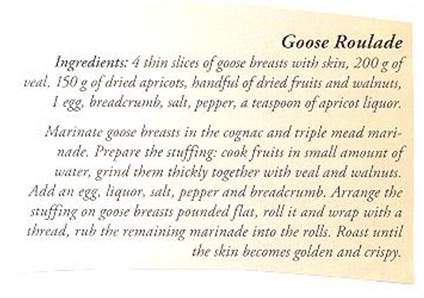 Goose Roulade
Ingredients: 4 thin slices of goose breasts with skin, 200 g of
veal, 150 g of dried apricots, handful of dried fruits and walnuts,
1 egg, breadcrumb, salt, pepper, a teaspoon of apricot liquor.
Marinate goose breasts in the cognac and triple mead mari-
nade. Prepare the stuffing: cook fruits in small amount of
water, grind them thickly together with veal and walnuts.
Add an egg, liquor, salt, pepper and breadcrumb. Arrange the
stuffing on goose breasts pounded flat, roll it and wrap with a
thread, rub the remaining marinade into the rolls. Roast until
the skin becomes golden and crispy.